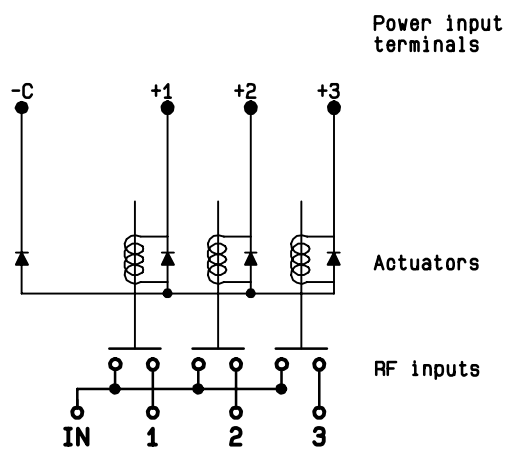 Power input
terminals
-C +1 +2 +3
Actuators
RF inputs
IN 1 2 3